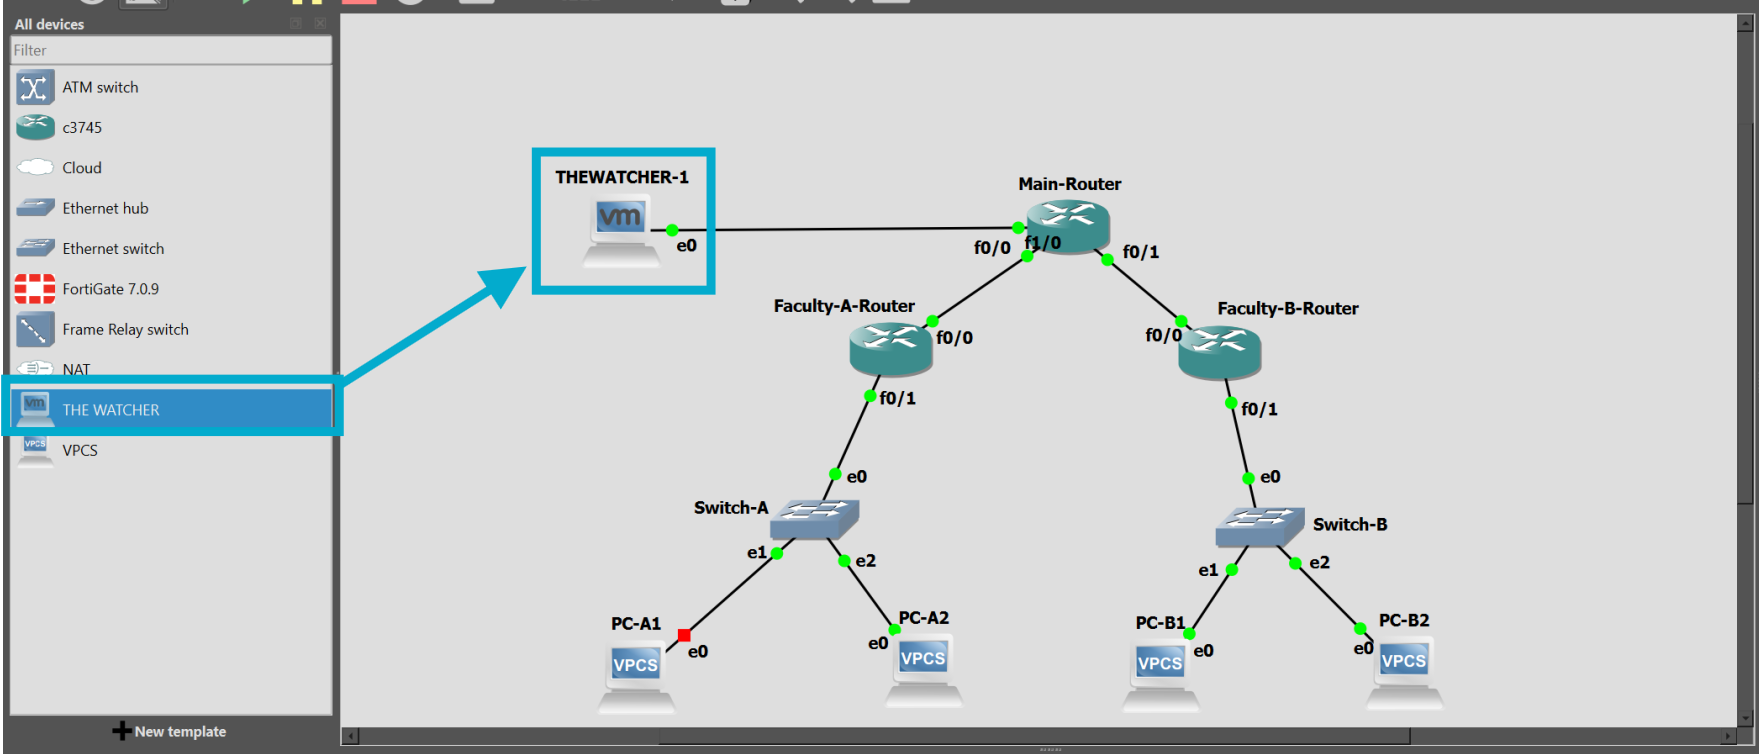 All devices
Filter
ATM switch
c3745
Cloud
Ethernet hub
Ethernet switch
FortiGate 7.0.9
Frame Relay switch
NAT
vm
THE WATCHER
VPCS
VPCS
New template
THEWATCHER-1
vm
e0
Main-Router
f0/0
f1/0
f0/1
Faculty-A-Router
f0/0
Faculty-B-Router
f0/0
f0/1
f0/1
e0
e0
Switch-A
Switch-B
e1
e2
e1
e2
PC-A1
e0
VPCS
PC-A2
e0
VPCS
PC-B1
e0
VPCS
PC-B2
e0
VPCS